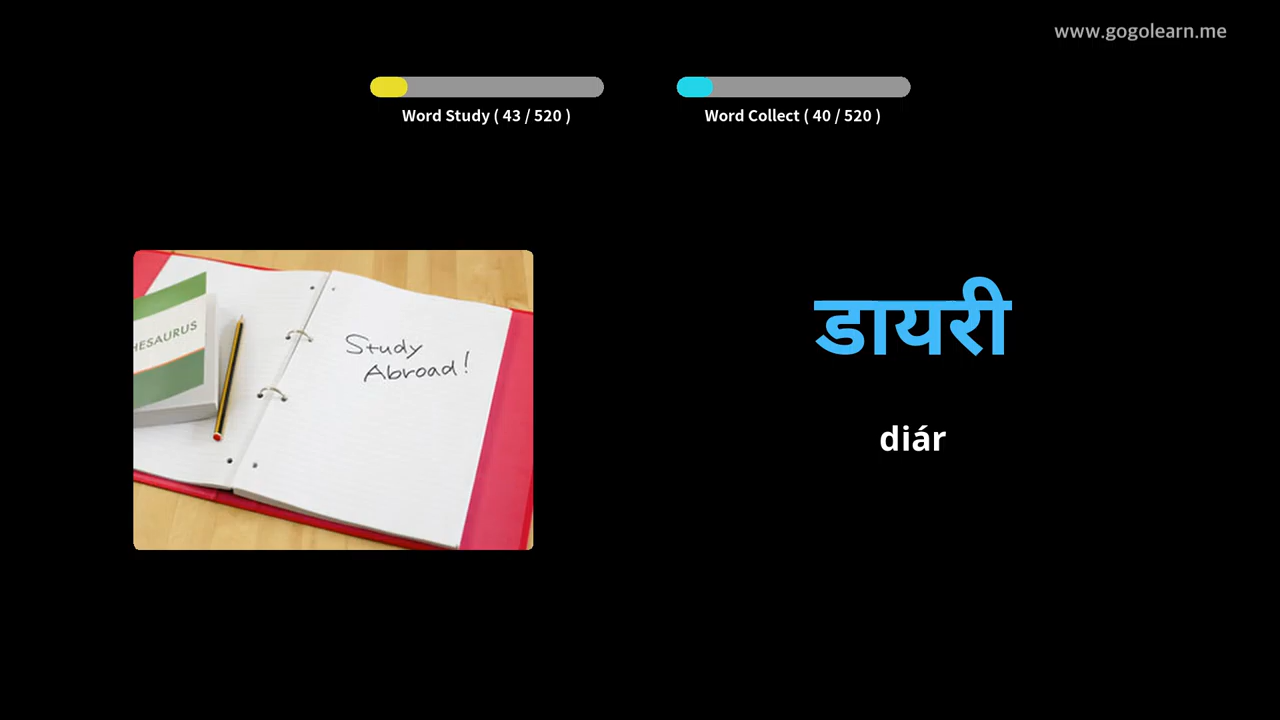 www.gogolearn.me
Word Study ( 43 / 520 )
Word Collect ( 40 / 520 )
HESAURUS
Study
Abroad!
डायरी
diár